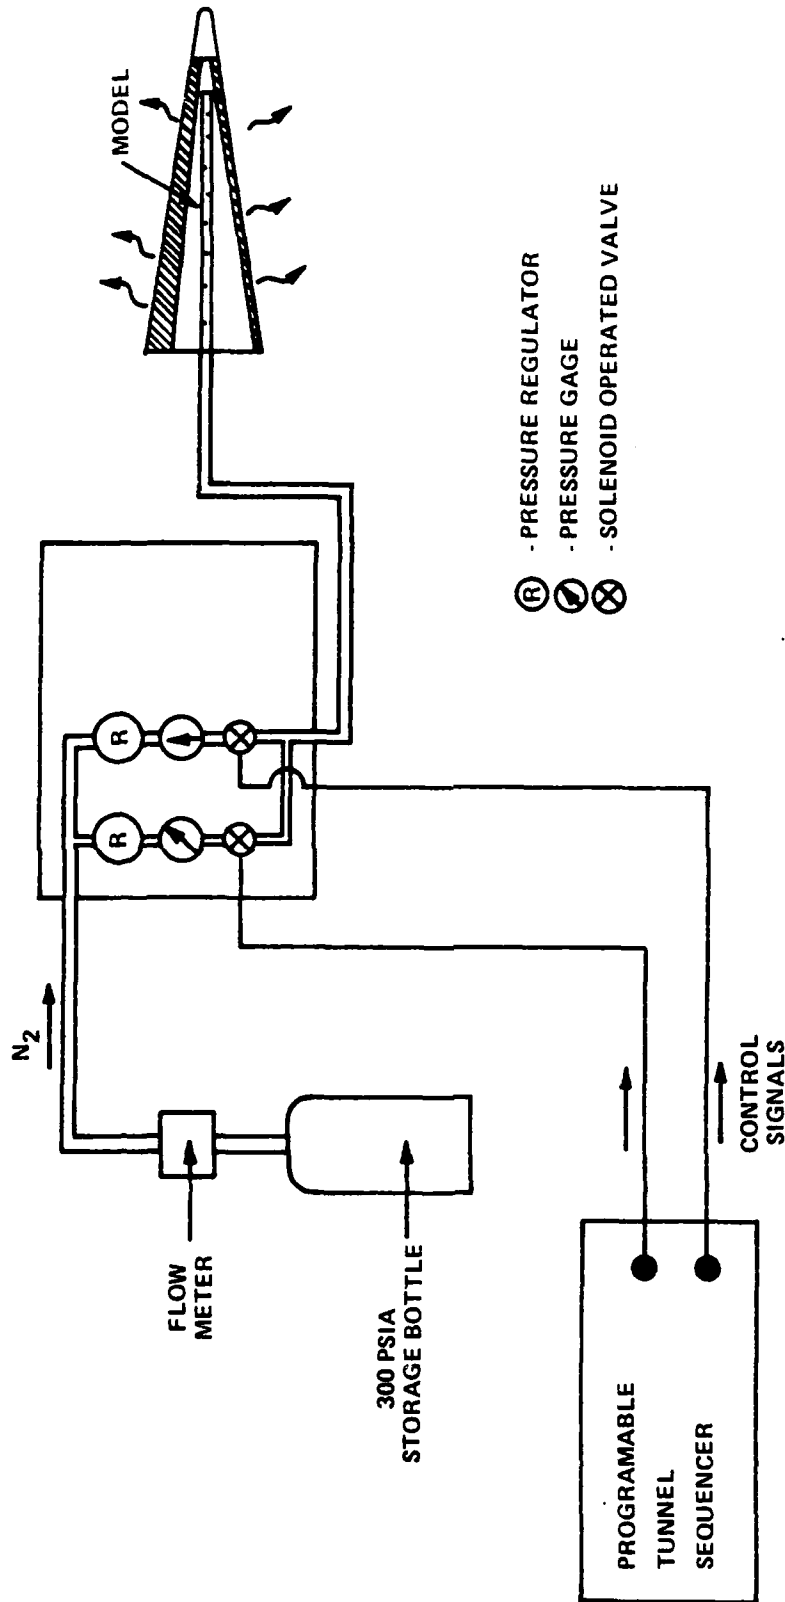 MODEL
N2
R
R
FLOW
METER
300 PSIA
STORAGE BOTTLE
PROGRAMABLE
TUNNEL
SEQUENCER
CONTROL
SIGNALS
R - PRESSURE REGULATOR
- PRESSURE GAGE
- SOLENOID OPERATED VALVE